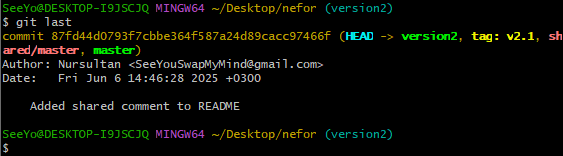 SeeYo@DESKTOP-I9JSCJQ MINGW64 ~/Desktop/nefor (version2)
$ git last
commit 87fd44d0793f7cbbe364f587a24d89cacc97466f (HEAD -> version2, tag: v2.1, sh
ared/master, master)
Author: Nursultan <SeeYouSwapMyMind@gmail.com>
Date:   Fri Jun 6 14:46:28 2025 +0300
    Added shared comment to README
SeeYo@DESKTOP-I9JSCJQ MINGW64 ~/Desktop/nefor (version2)
$